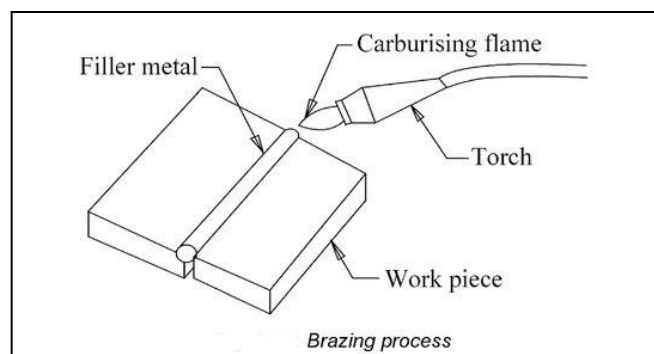 Carburising flame
Filler metal
Torch
Work piece
Brazing process